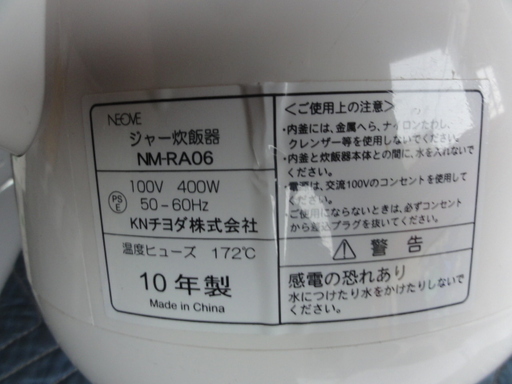 NEOVE
ジャー炊飯器
NM-RA06
PS
E
100V 400W
50-60Hz
KNチヨダ株式会社
温度ヒューズ 172℃
10年製
Made in China
<ご使用上の注意>
・内釜には、金属へら、ナイロンたわし、
クレンザー等を使用しないでください。
・内釜と炊飯器本体との間に、水を入れないで
ください。
・電源は、交流100Vのコンセントを使用して
ください。
・ご使用にならないときは、必ずコンセント
から差込プラグを抜いてください。
警告
感電の恐れあり
水につけたり水をかけたりしないで
ください。